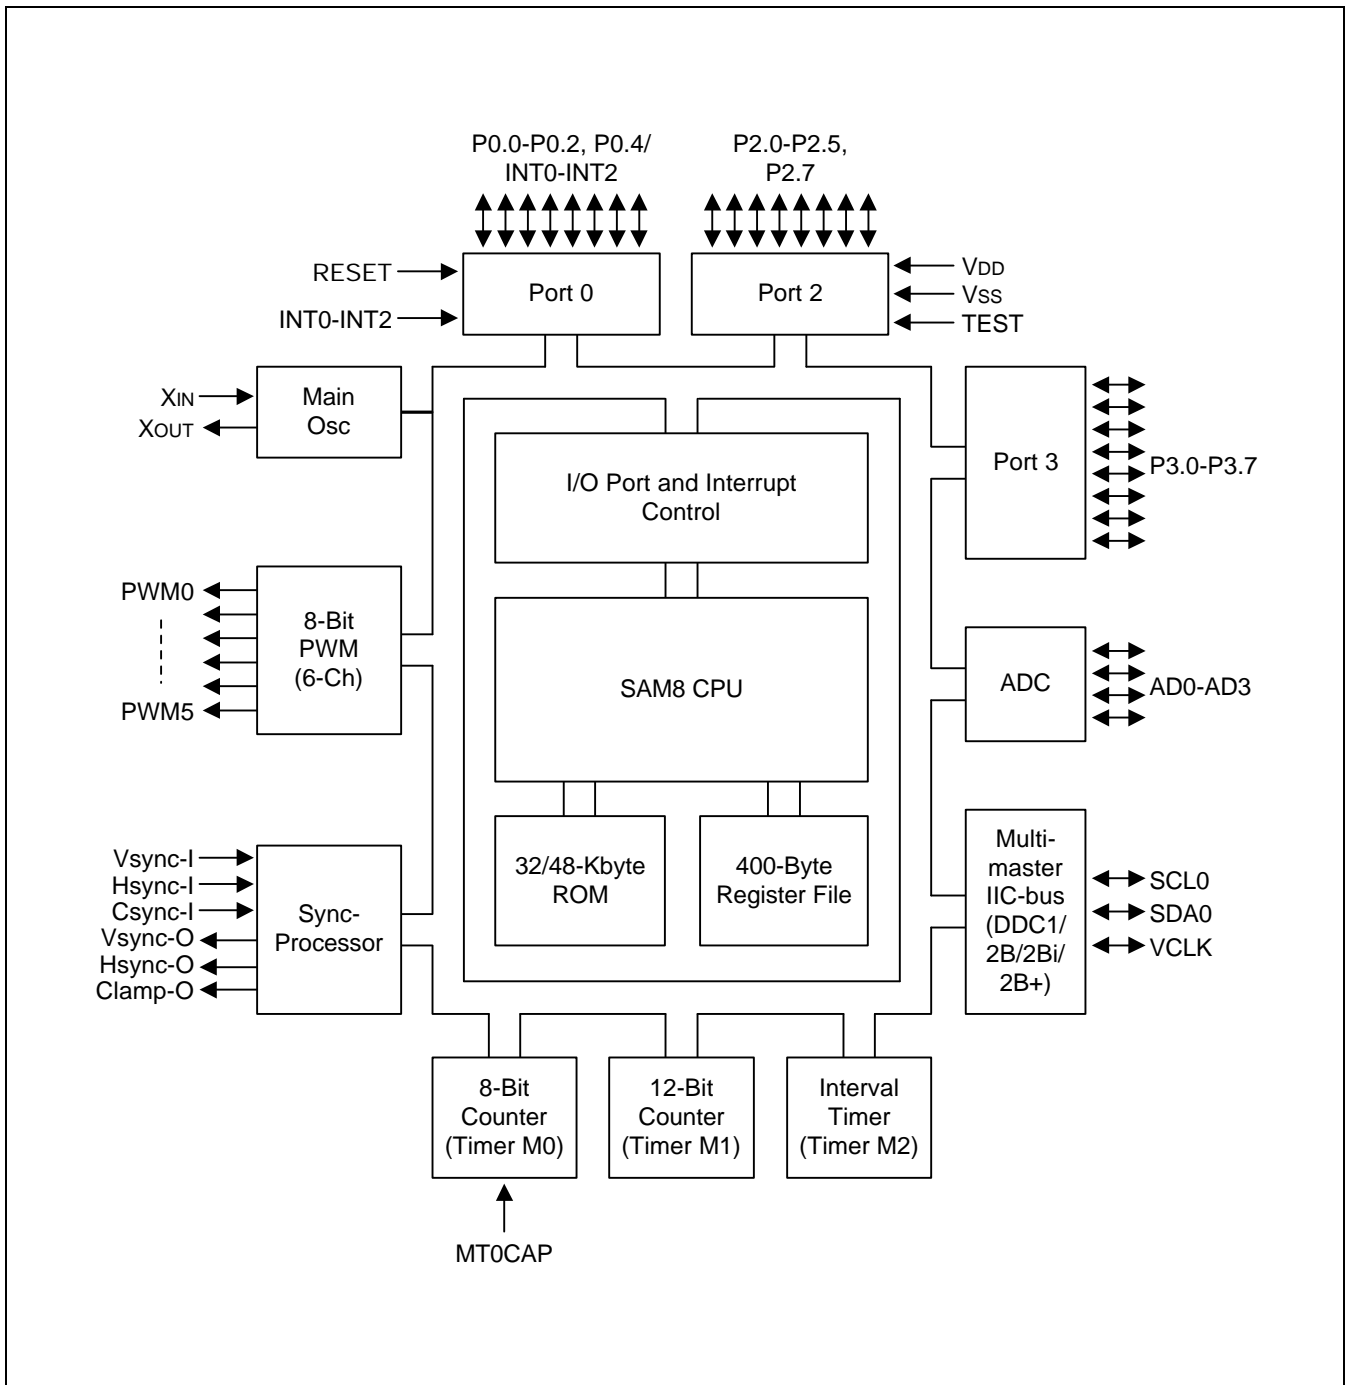 P0.0-P0.2, P0.4/
INT0-INT2
P2.0-P2.5,
P2.7
RESET
INT0-INT2
Port 0
Port 2
VDD
VSS
TEST
XIN
XOUT
Main
Osc
I/O Port and Interrupt
Control
Port 3
P3.0-P3.7
PWM0
PWM5
8-Bit
PWM
(6-Ch)
SAM8 CPU
ADC
AD0-AD3
Vsync-I
Hsync-I
Csync-I
Vsync-O
Hsync-O
Clamp-O
Sync-
Processor
32/48-Kbyte
ROM
400-Byte
Register File
Multi-
master
IIC-bus
(DDC1/
2B/2Bi/
2B+)
SCL0
SDA0
VCLK
8-Bit
Counter
(Timer M0)
12-Bit
Counter
(Timer M1)
Interval
Timer
(Timer M2)
MT0CAP